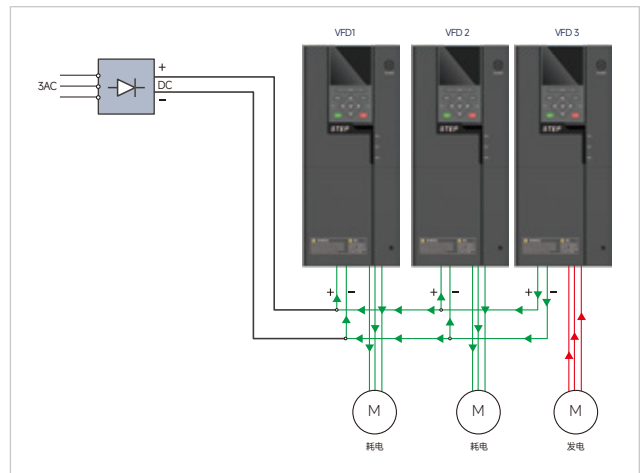 VFD1
VFD 2
VFD 3
3AC
+
DC
−
STEP
STEP
STEP
+ −
+ −
+ −
M
M
M
耗电
耗电
发电